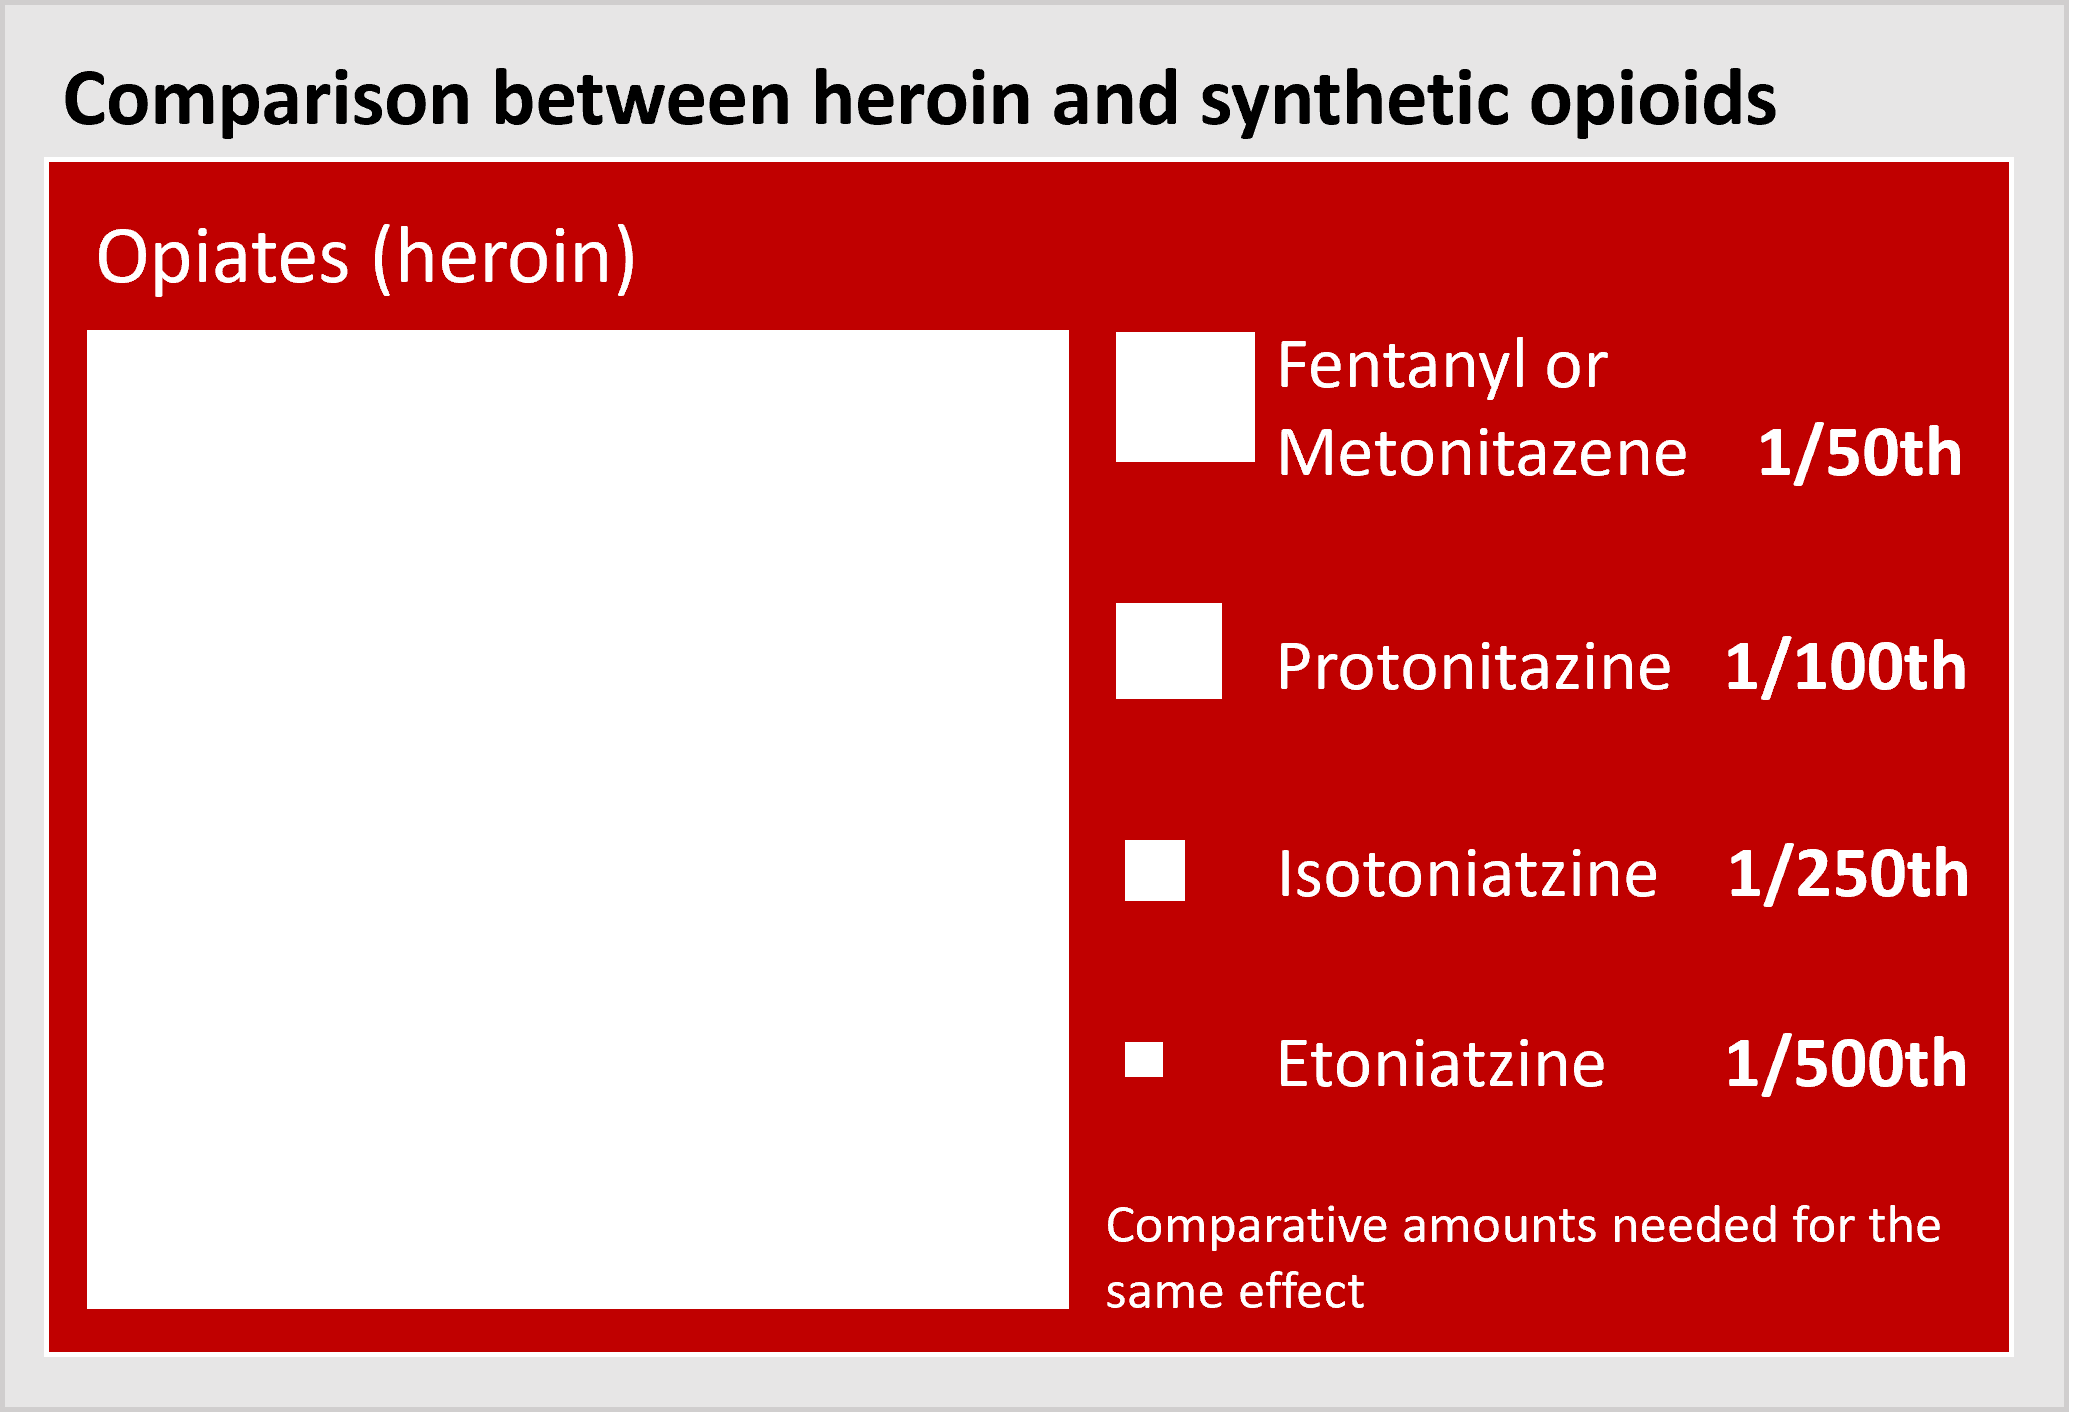 Comparison between heroin and synthetic opioids
Opiates (heroin)
Fentanyl or
Metonitazene 1/50th
Protonitazine 1/100th
Isotoniatzine 1/250th
Etoniatzine 1/500th
Comparative amounts needed for the
same effect